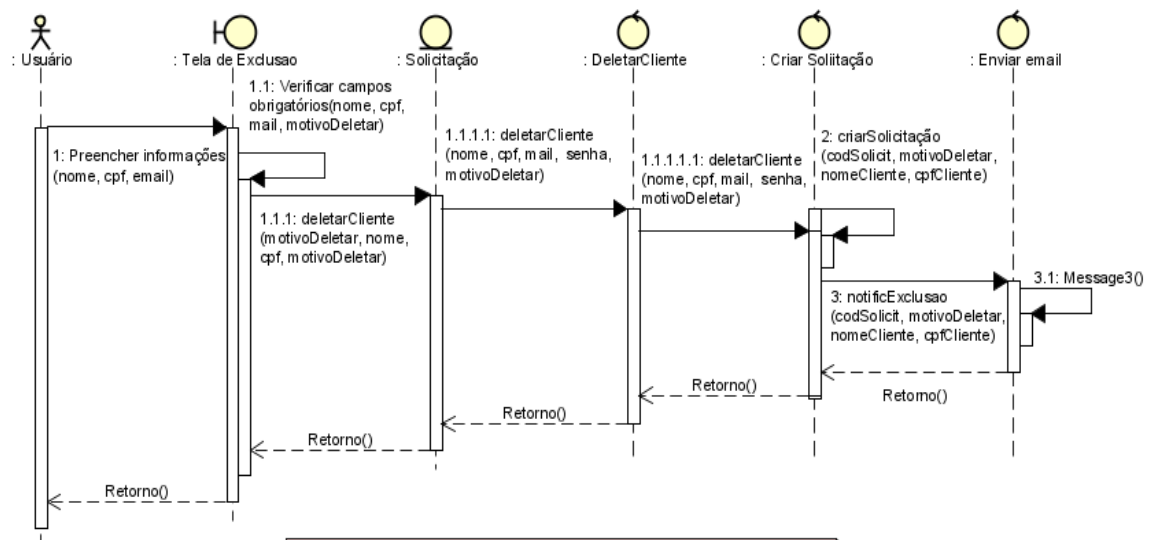 : Usuário
: Tela de Exclusao
: Solicitação
: DeletarCliente
: Criar Soliitação
: Enviar email
1.1: Verificar campos
obrigatórios(nome, cpf,
mail, motivoDeletar)
1: Preencher informações
(nome, cpf, email)
1.1.1: deletarCliente
(motivoDeletar, nome,
cpf, motivoDeletar)
1.1.1.1: deletarCliente
(nome, cpf, mail, senha,
motivoDeletar)
1.1.1.1.1: deletarCliente
(nome, cpf, mail, senha,
motivoDeletar)
2: criarSolicitação
(codSolicit, motivoDeletar,
nomeCliente, cpfCliente)
3: notificExclusao
(codSolicit, motivoDeletar,
nomeCliente, cpfCliente)
3.1: Message3()
Retorno()
Retorno()
Retorno()
Retorno()
Retorno()